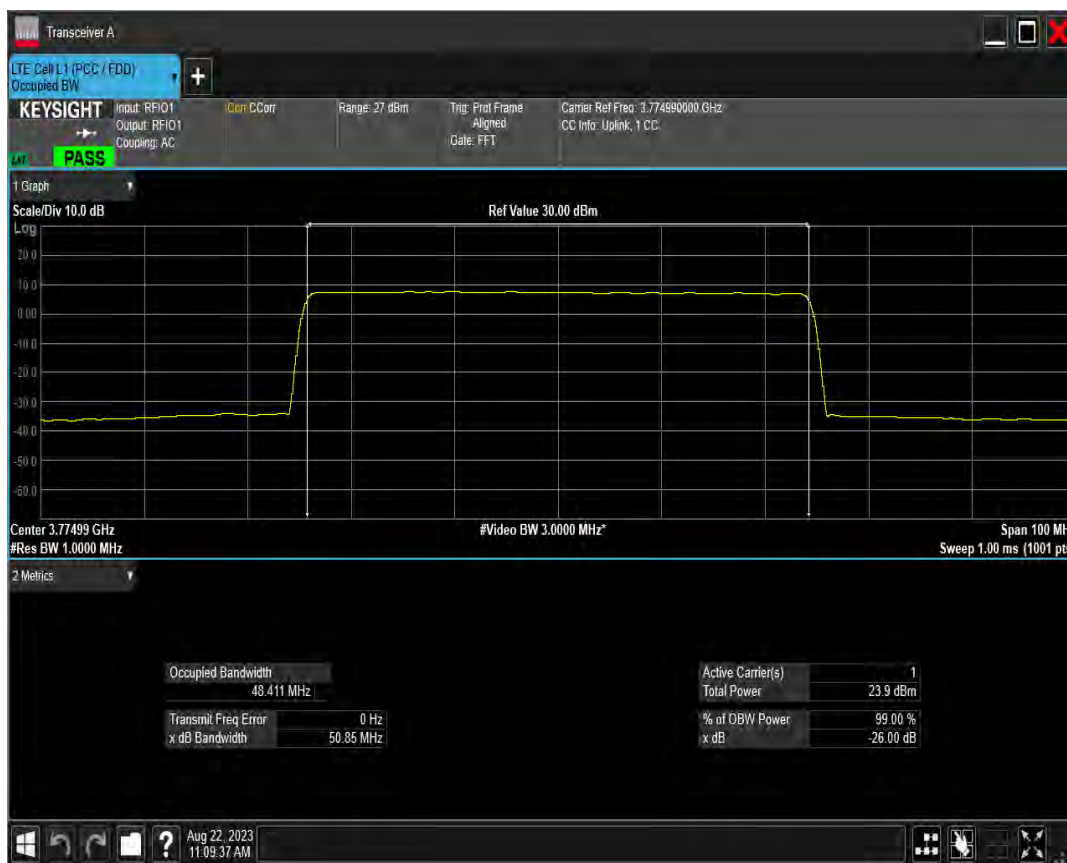 Transceiver A
LTE Cell L1 (PCC / FDD)
Occupied BW
KEYSIGHT
Input: RFIO1
Output: RFIO1
Coupling: AC
Corr CCorr
Range: 27 dBm
Trig: Prot Frame
Aligned
Gate: FFT
Carrier Ref Freq: 3.774990000 GHz
CC Info: Uplink, 1 CC
PASS
1 Graph
Scale/Div 10.0 dB
Ref Value 30.00 dBm
Log
20.0
10.0
0.00
-10.0
-20.0
-30.0
-40.0
-50.0
-60.0
Center 3.77499 GHz
#Video BW 3.0000 MHz*
Span 100 MH
#Res BW 1.0000 MHz
Sweep 1.00 ms (1001 pts
2 Metrics
Occupied Bandwidth
48.411 MHz
Transmit Freq Error 0 Hz
x dB Bandwidth 50.85 MHz
Active Carrier(s) 1
Total Power 23.9 dBm
% of OBW Power 99.00 %
x dB -26.00 dB
Aug 22, 2023
11:09:37 AM